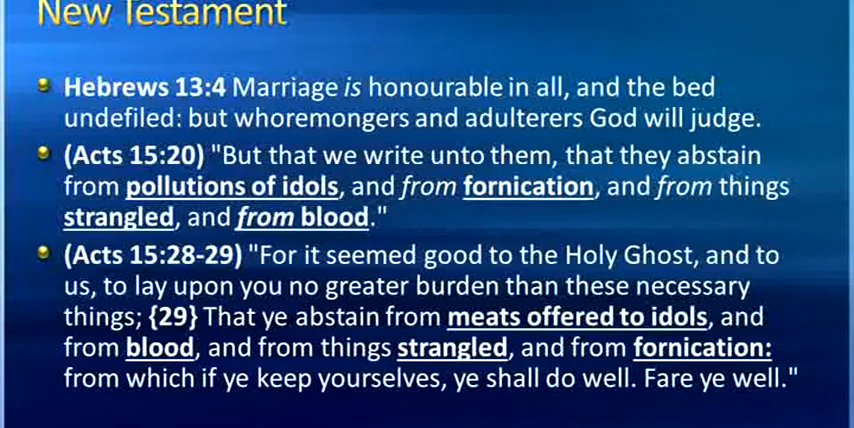 New Testament
Hebrews 13:4 Marriage is honourable in all, and the bed
undefiled: but whoremongers and adulterers God will judge.
(Acts 15:20) "But that we write unto them, that they abstain
from pollutions of idols, and from fornication, and from things
strangled, and from blood."
(Acts 15:28-29) "For it seemed good to the Holy Ghost, and to
us, to lay upon you no greater burden than these necessary
things; {29} That ye abstain from meats offered to idols, and
from blood, and from things strangled, and from fornication:
from which if ye keep yourselves, ye shall do well. Fare ye well."